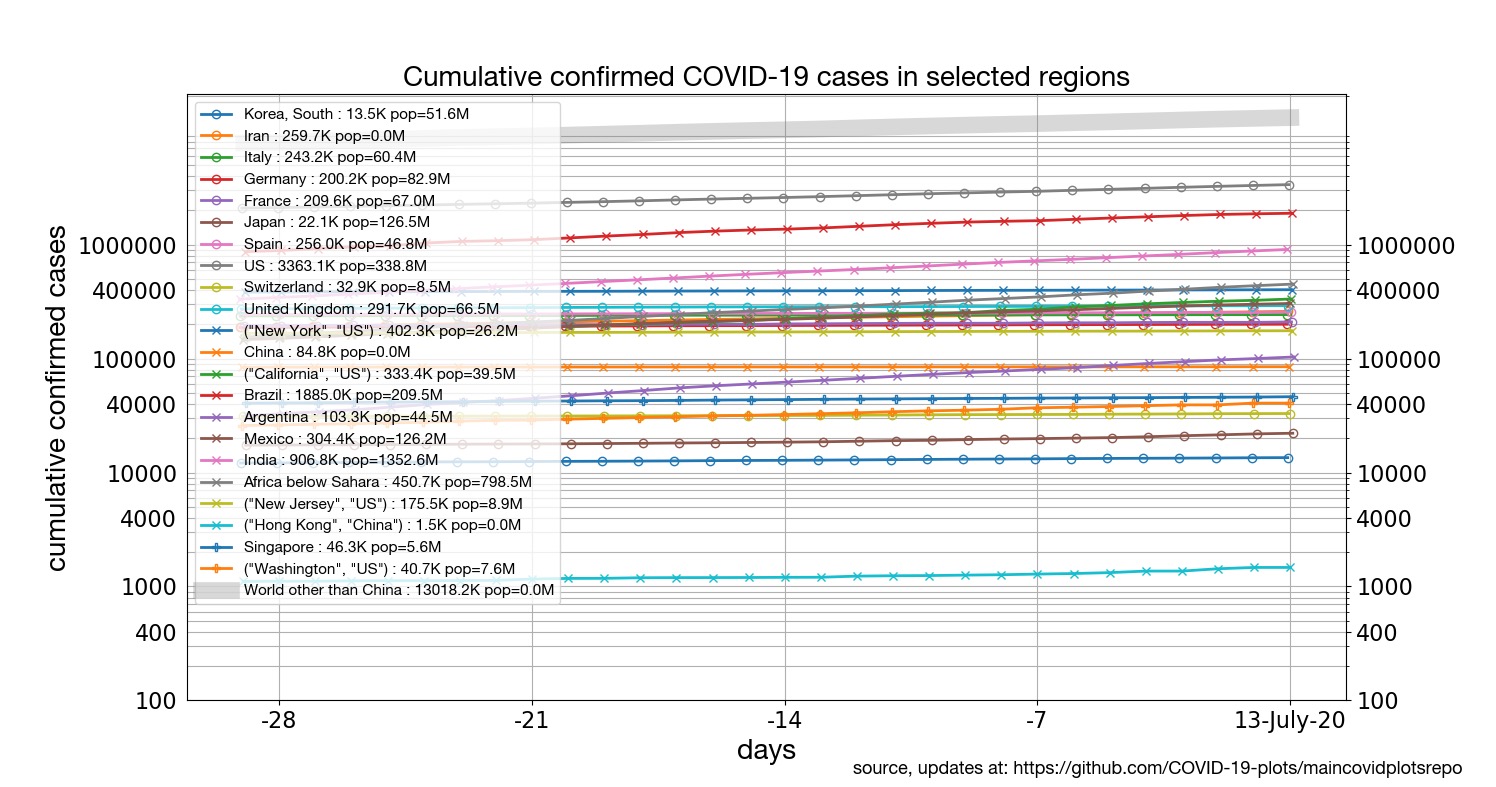 Cumulative confirmed COVID-19 cases in selected regions
Korea, South : 13.5K pop=51.6M
Iran : 259.7K pop=0.0M
Italy : 243.2K pop=60.4M
Germany : 200.2K pop=82.9M
France : 209.6K pop=67.0M
Japan : 22.1K pop=126.5M
Spain : 256.0K pop=46.8M
US : 3363.1K pop=338.8M
Switzerland : 32.9K pop=8.5M
United Kingdom : 291.7K pop=66.5M
("New York", "US") : 402.3K pop=26.2M
China : 84.8K pop=0.0M
("California", "US") : 333.4K pop=39.5M
Brazil : 1885.0K pop=209.5M
Argentina : 103.3K pop=44.5M
Mexico : 304.4K pop=126.2M
India : 906.8K pop=1352.6M
Africa below Sahara : 450.7K pop=798.5M
("New Jersey", "US") : 175.5K pop=8.9M
("Hong Kong", "China") : 1.5K pop=0.0M
Singapore : 46.3K pop=5.6M
("Washington", "US") : 40.7K pop=7.6M
World other than China : 13018.2K pop=0.0M
cumulative confirmed cases
1000000
400000
100000
40000
10000
4000
1000
400
100
1000000
400000
100000
40000
10000
4000
1000
400
100
-28 -21 -14 -7 13-July-20
days
source, updates at: https://github.com/COVID-19-plots/maincovidplotsrepo